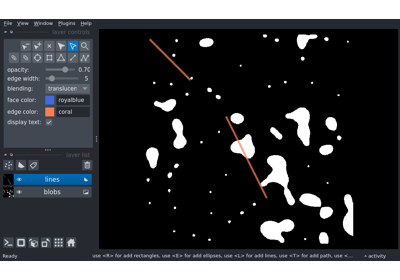 File View Window Plugins Help
layer controls
opacity: 0.70
edge width: 5
blending: translucen
face color: royalblue
edge color: coral
display text:
layer list
lines
blobs
Ready use <R> for add rectangles, use <E> for add ellipses, use <L> for add lines, use <T> for add path, use <... activity